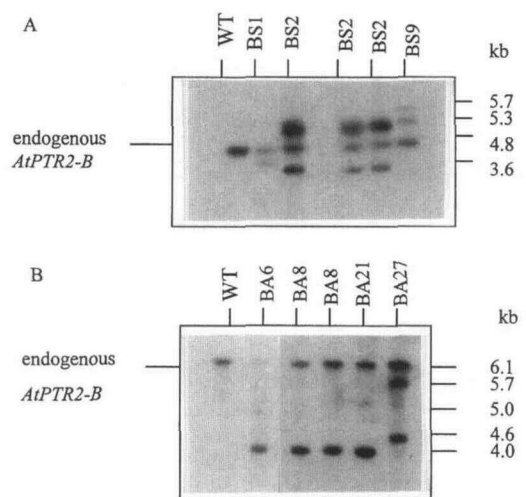 A
WT
BS1
BS2
BS2
BS2
BS9
kb
5.7
5.3
4.8
3.6
endogenous
AtPTR2-B
B
WT
BA6
BA8
BA8
BA21
BA27
kb
endogenous
AtPTR2-B
6.1
5.7
5.0
4.6
4.0